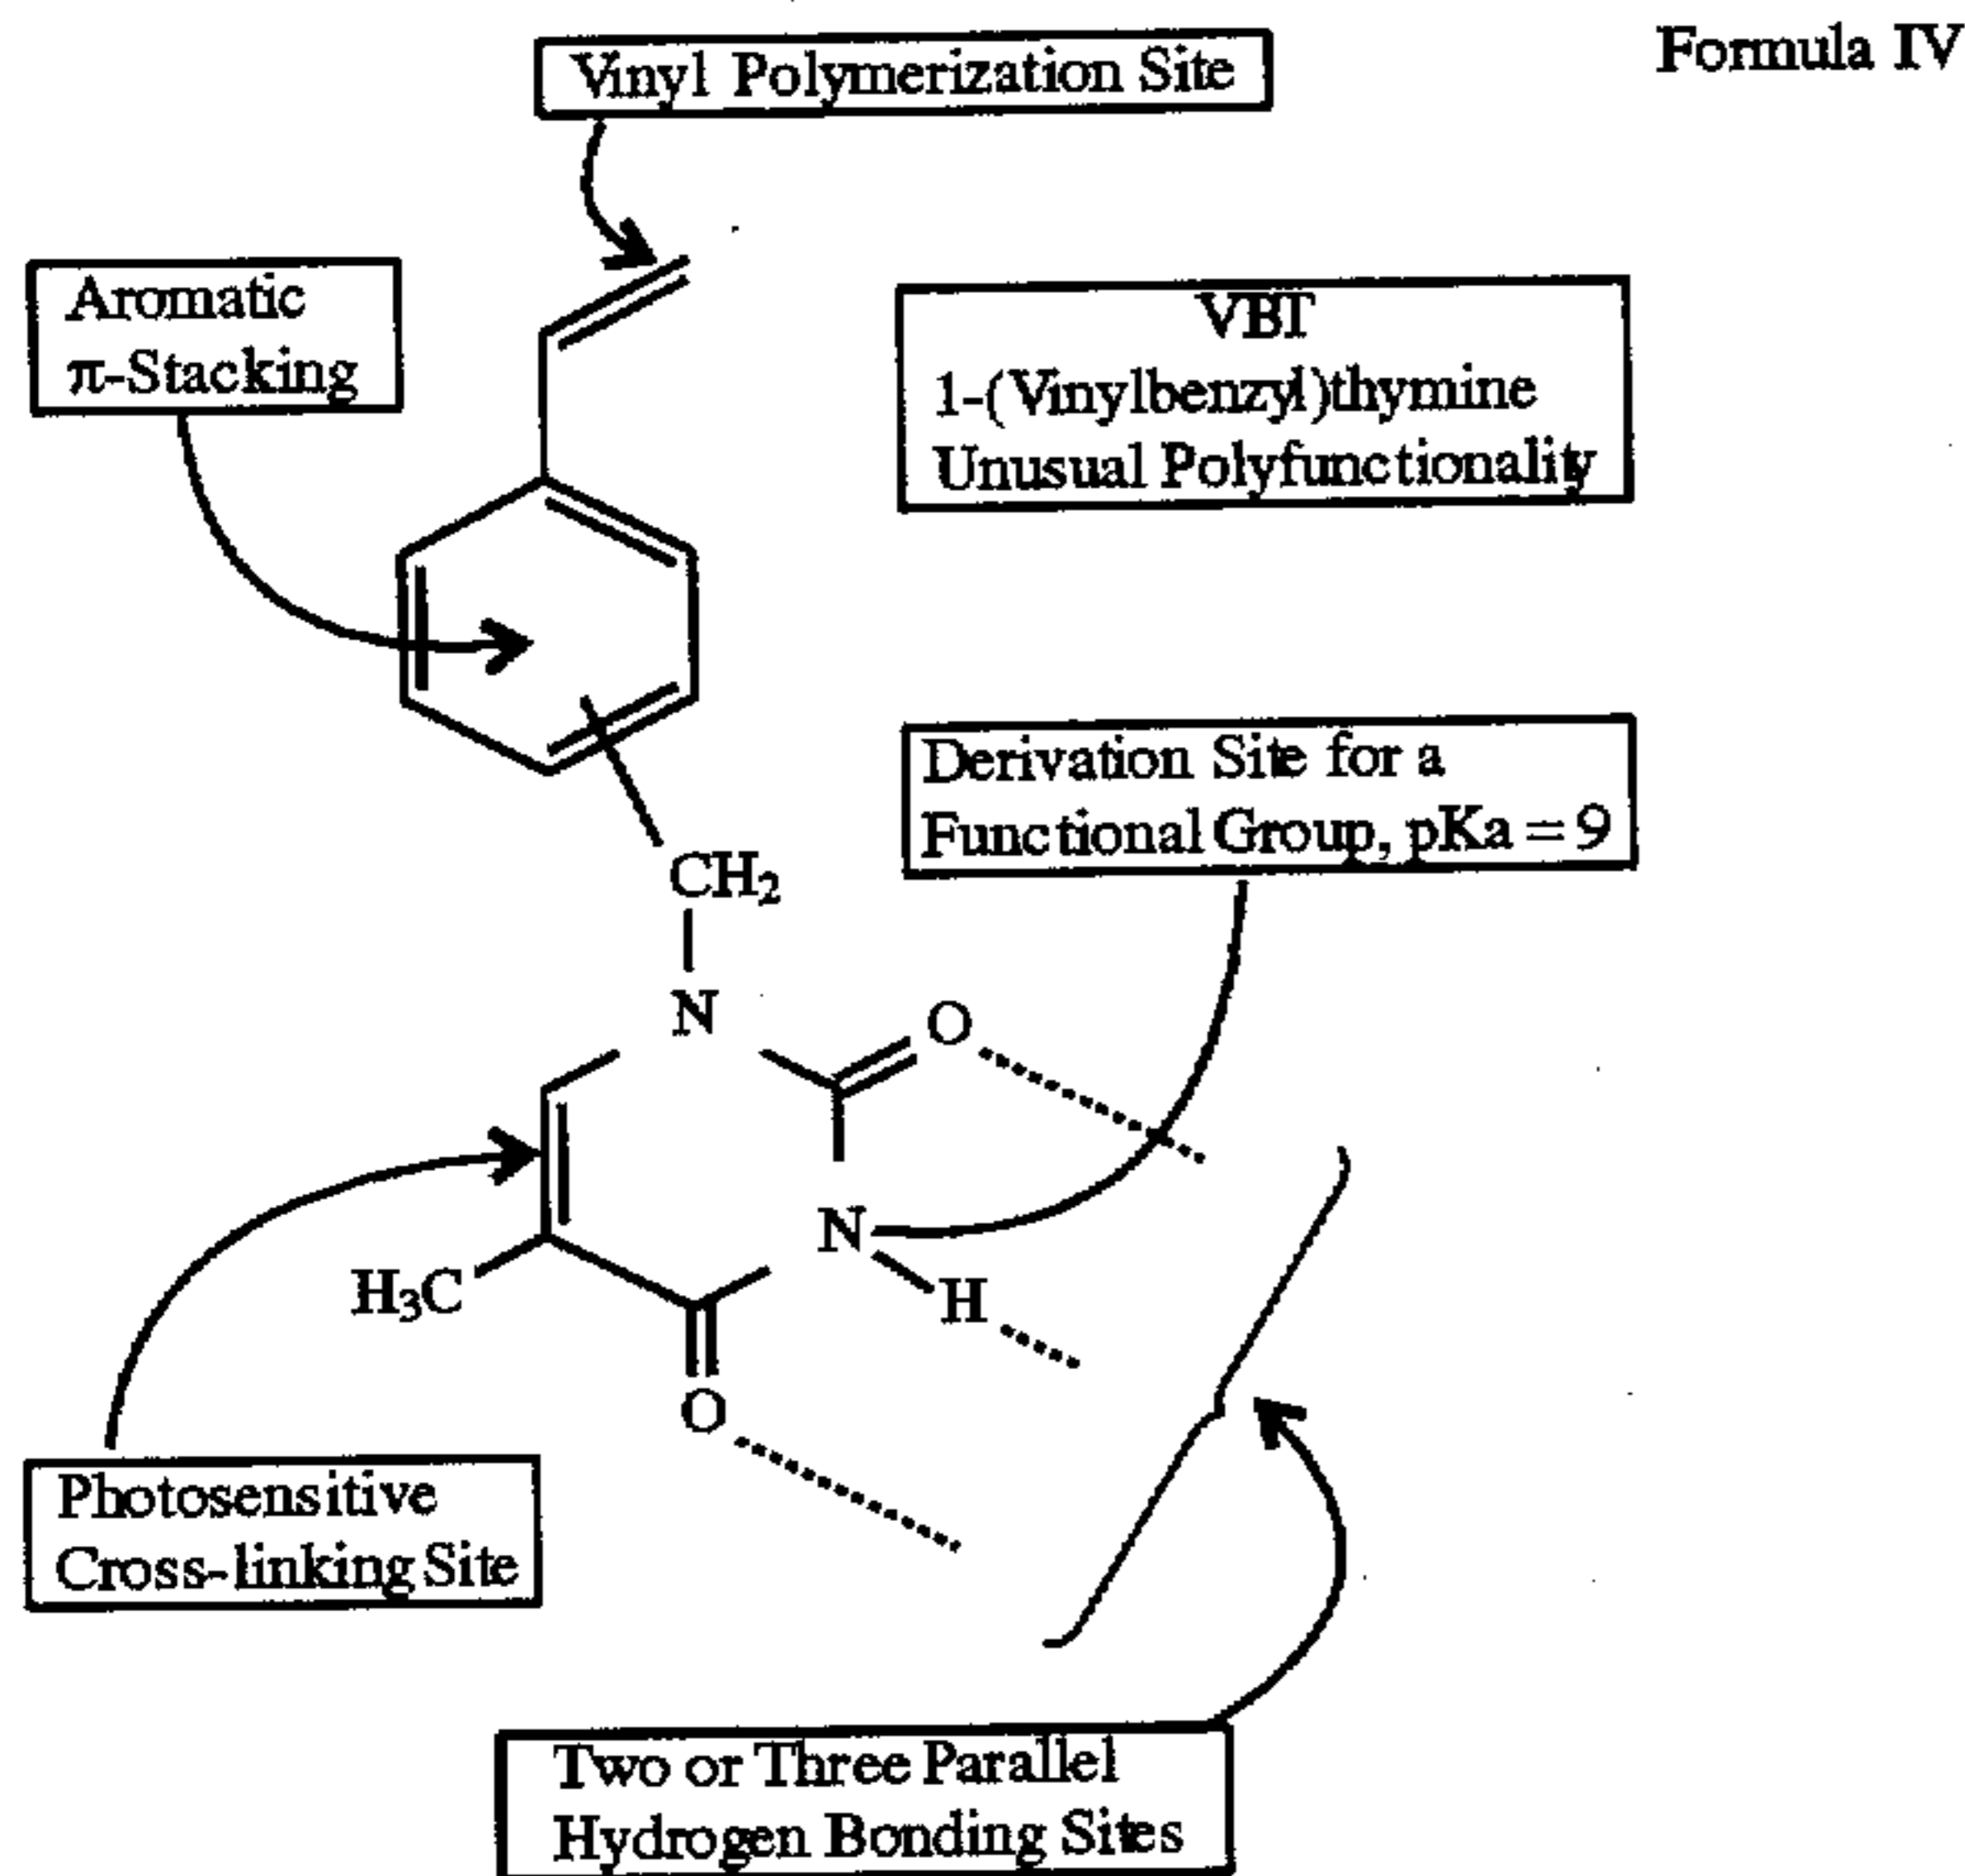 Formula IV
Vinyl Polymerization Site
Aromatic
π-Stacking
VBT
1-(Vinylbenzyl)thymine
Unusual Polyfunctionality
Derivation Site for a
Functional Group, pKa = 9
CH₂
N
O
N
H
H₃C
O
Photosensitive
Cross-linking Site
Two or Three Parallel
Hydrogen Bonding Sites